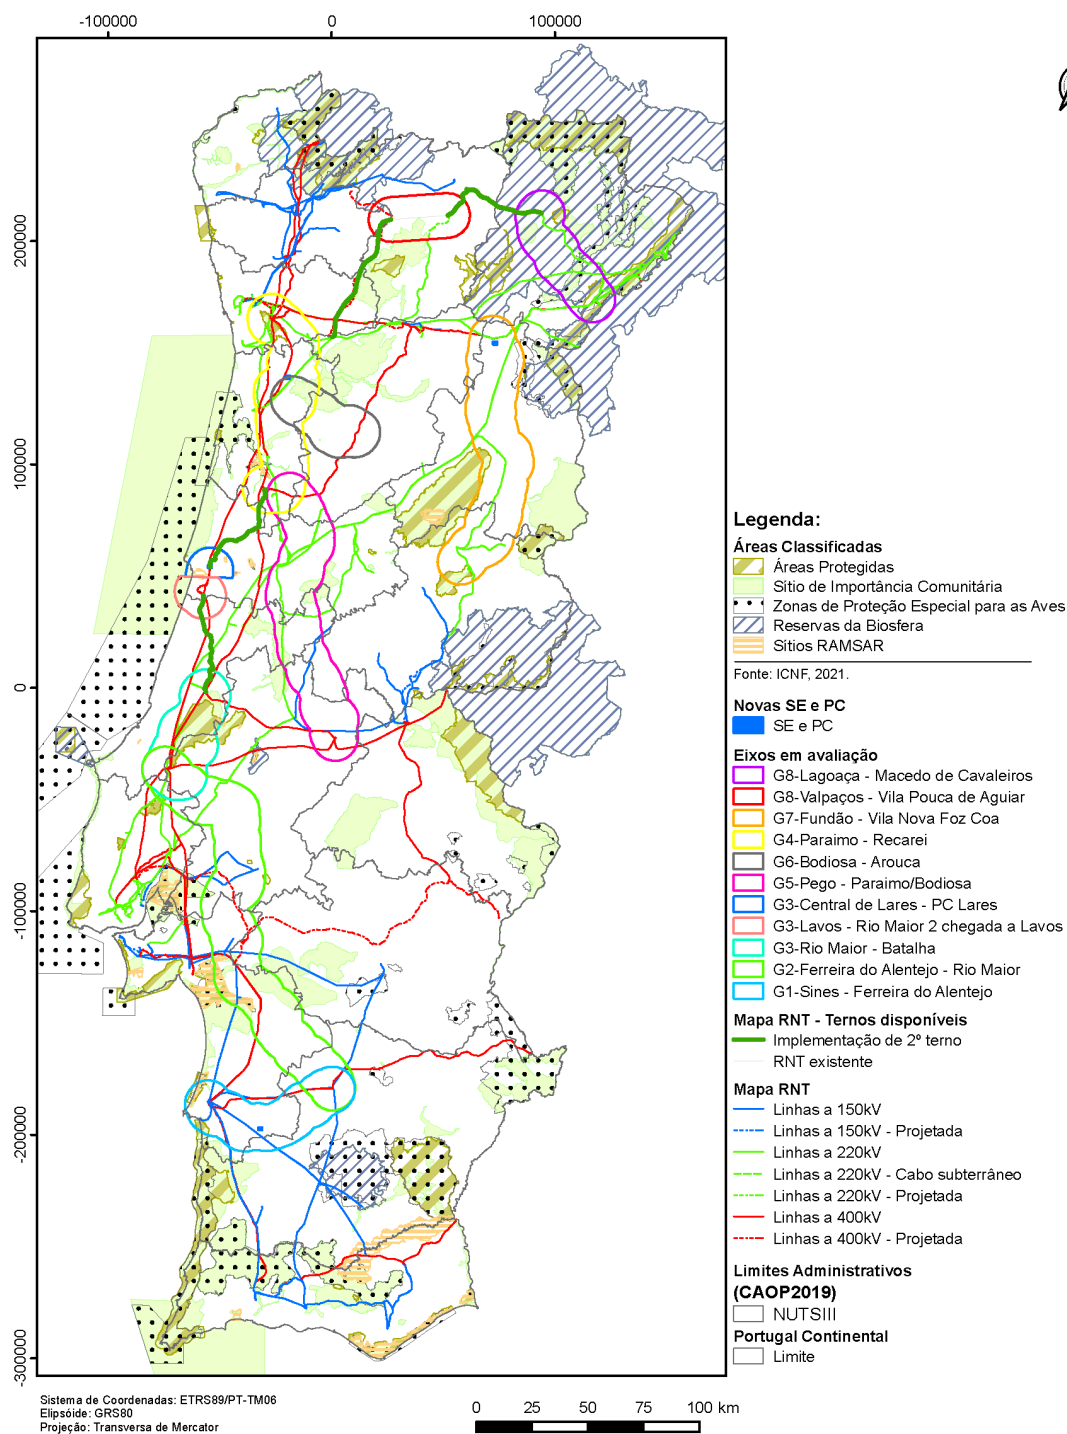 -100000
0
100000
200000
100000
0
-100000
-200000
-300000
Legenda:
Áreas Classificadas
Áreas Protegidas
Sítio de Importância Comunitária
Zonas de Proteção Especial para as Aves
Reservas da Biosfera
Sítios RAMSAR
Fonte: ICNF, 2021.
Novas SE e PC
SE e PC
Eixos em avaliação
G8-Lagoaça - Macedo de Cavaleiros
G8-Valpaços - Vila Pouca de Aguiar
G7-Fundão - Vila Nova Foz Coa
G4-Paraimo - Recarei
G6-Bodiosa - Arouca
G5-Pego - Paraimo/Bodiosa
G3-Central de Lares - PC Lares
G3-Lavos - Rio Maior 2 chegada a Lavos
G3-Rio Maior - Batalha
G2-Ferreira do Alentejo - Rio Maior
G1-Sines - Ferreira do Alentejo
Mapa RNT - Ternos disponíveis
Implementação de 2º terno
RNT existente
Mapa RNT
Linhas a 150kV
Linhas a 150kV - Projetada
Linhas a 220kV
Linhas a 220kV - Cabo subterrâneo
Linhas a 220kV - Projetada
Linhas a 400kV
Linhas a 400kV - Projetada
Limites Administrativos
(CAOP2019)
NUTSIII
Portugal Continental
Limite
Sistema de Coordenadas: ETRS89/PT-TM06
Elipsóide: GRS80
Projeção: Transversa de Mercator
0 25 50 75 100 km